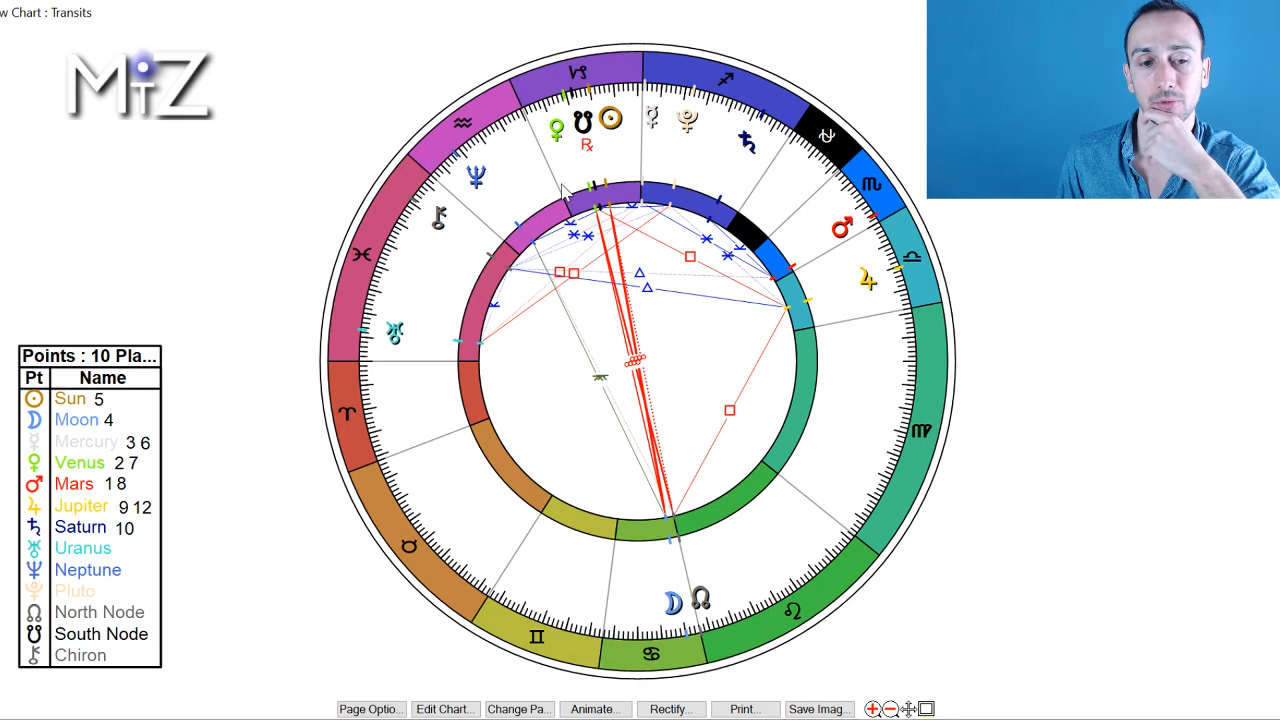 w Chart : Transits
MTZ
Points : 10 Pla...
Pt Name
Sun 5
Moon 4
Mercury 3 6
Venus 2 7
Mars 1 8
Jupiter 9 12
Saturn 10
Uranus
Neptune
Pluto
North Node
South Node
Chiron
Page Optio...
Edit Chart...
Change Pa...
Animate...
Rectify...
Print...
Save Imag...